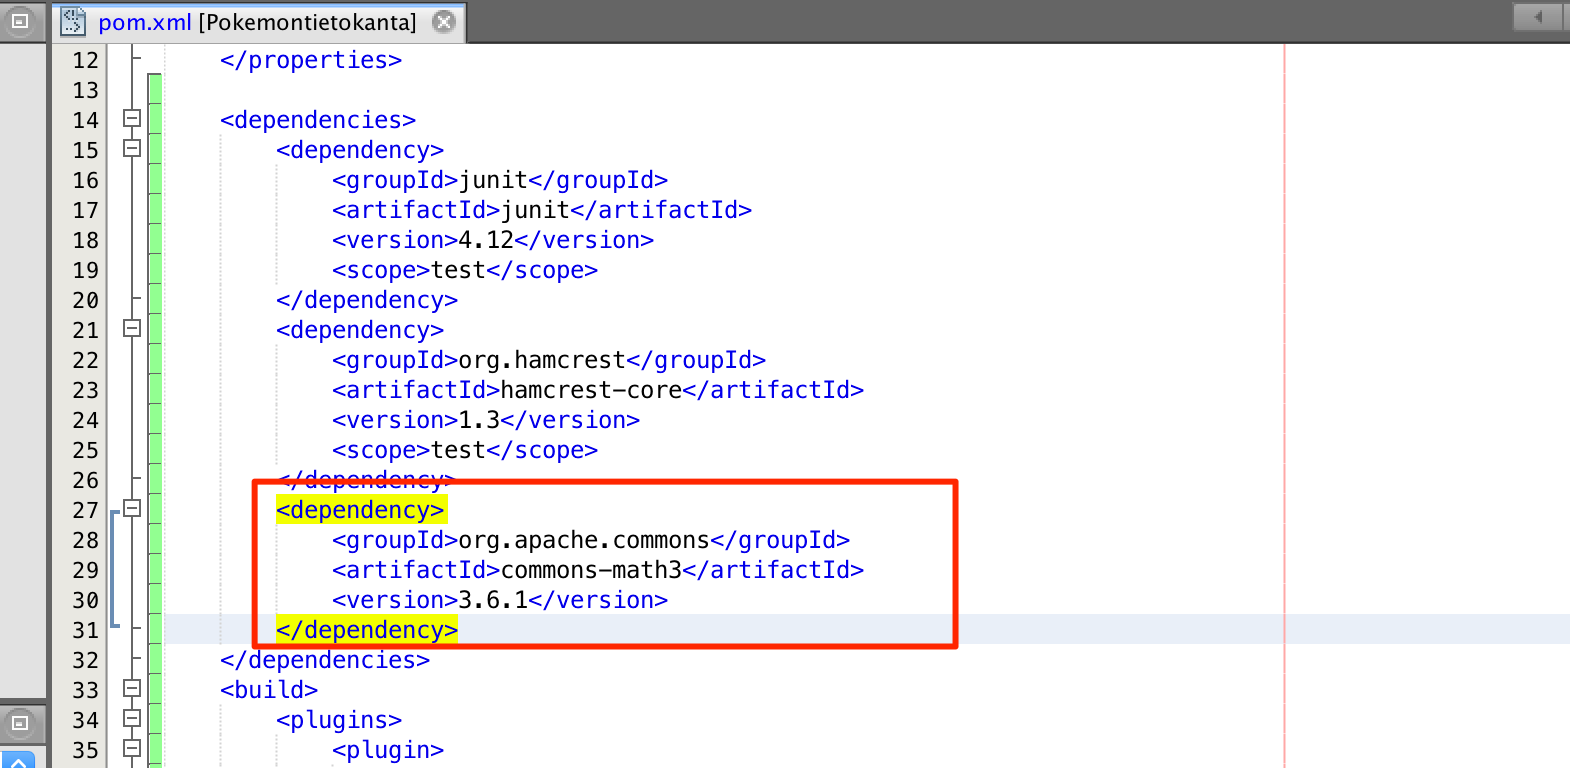 pom.xml [Pokemontietokanta]
12 </properties>
13
14 <dependencies>
15 <dependency>
16 <groupId>junit</groupId>
17 <artifactId>junit</artifactId>
18 <version>4.12</version>
19 <scope>test</scope>
20 </dependency>
21 <dependency>
22 <groupId>org.hamcrest</groupId>
23 <artifactId>hamcrest-core</artifactId>
24 <version>1.3</version>
25 <scope>test</scope>
26 </dependency>
27 <dependency>
28 <groupId>org.apache.commons</groupId>
29 <artifactId>commons-math3</artifactId>
30 <version>3.6.1</version>
31 </dependency>
32 </dependencies>
33 <build>
34 <plugins>
35 <plugin>